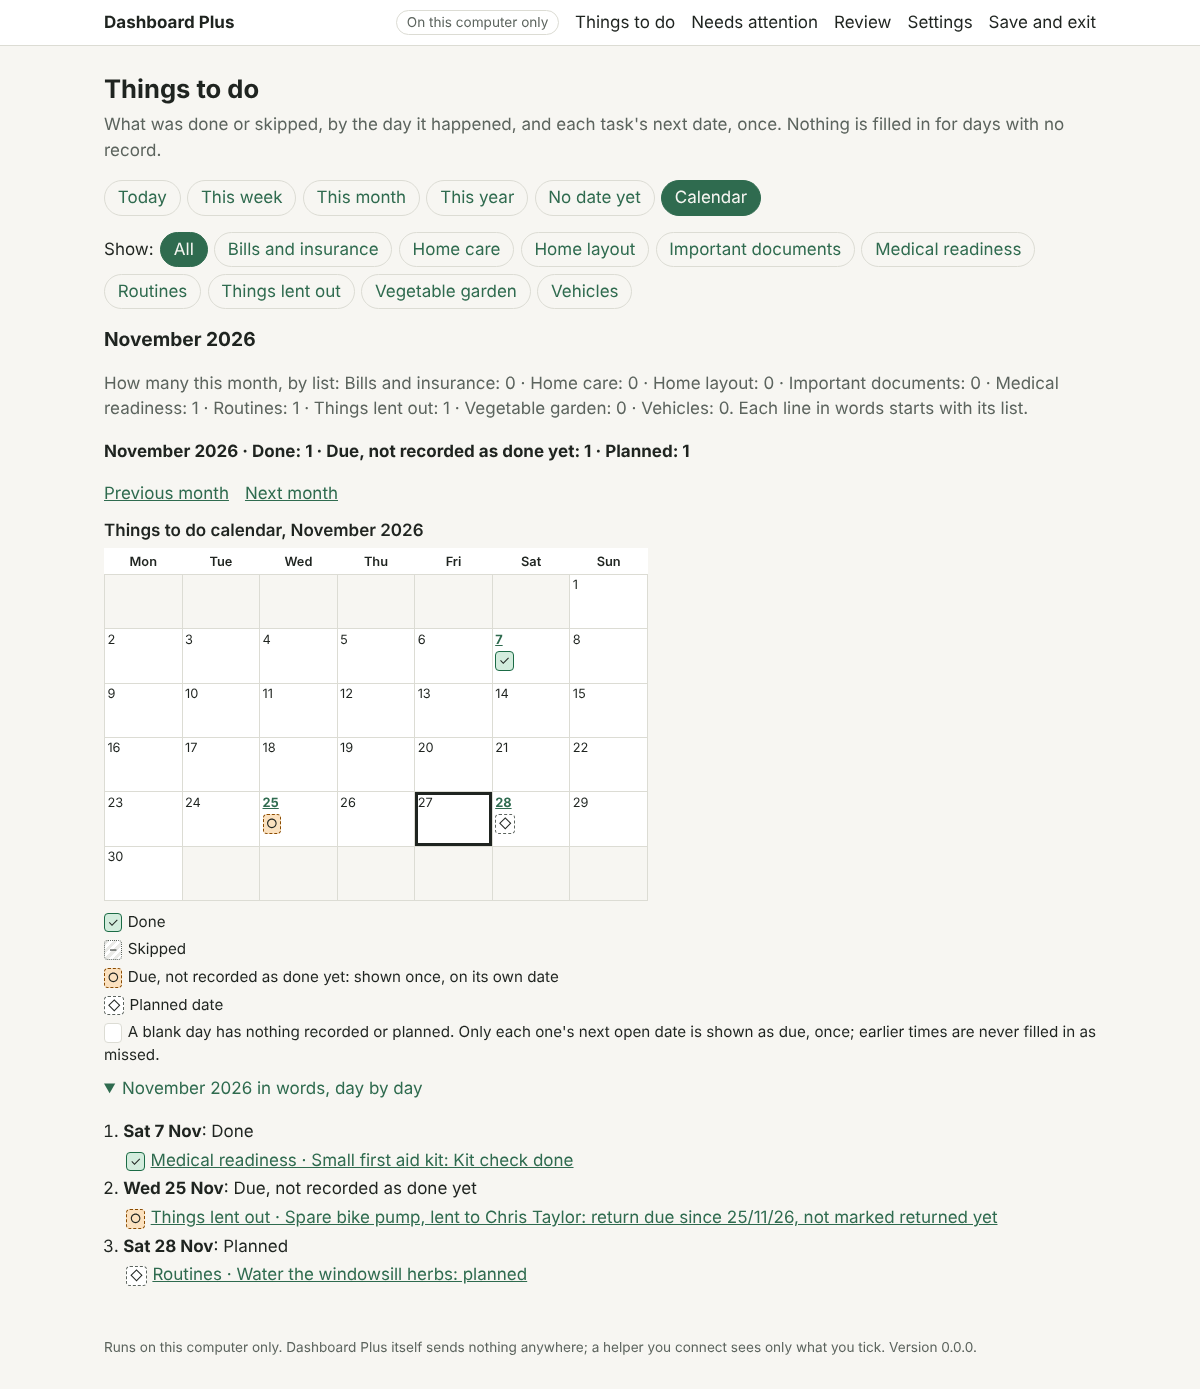 Dashboard Plus
On this computer only
Things to do
Needs attention
Review
Settings
Save and exit
Things to do
What was done or skipped, by the day it happened, and each task's next date, once. Nothing is filled in for days with no
record.
Today
This week
This month
This year
No date yet
Calendar
Show:
All
Bills and insurance
Home care
Home layout
Important documents
Medical readiness
Routines
Things lent out
Vegetable garden
Vehicles
November 2026
How many this month, by list: Bills and insurance: 0 · Home care: 0 · Home layout: 0 · Important documents: 0 · Medical
readiness: 1 · Routines: 1 · Things lent out: 1 · Vegetable garden: 0 · Vehicles: 0. Each line in words starts with its list.
November 2026 · Done: 1 · Due, not recorded as done yet: 1 · Planned: 1
Previous month
Next month
Things to do calendar, November 2026
Mon Tue Wed Thu Fri Sat Sun
1
2 3 4 5 6 7 8
9 10 11 12 13 14 15
16 17 18 19 20 21 22
23 24 25 26 27 28 29
30
Done
Skipped
Due, not recorded as done yet: shown once, on its own date
Planned date
A blank day has nothing recorded or planned. Only each one's next open date is shown as due, once; earlier times are never filled in as
missed.
November 2026 in words, day by day
1. Sat 7 Nov: Done
Medical readiness · Small first aid kit: Kit check done
2. Wed 25 Nov: Due, not recorded as done yet
Things lent out · Spare bike pump, lent to Chris Taylor: return due since 25/11/26, not marked returned yet
3. Sat 28 Nov: Planned
Routines · Water the windowsill herbs: planned
Runs on this computer only. Dashboard Plus itself sends nothing anywhere; a helper you connect sees only what you tick. Version 0.0.0.